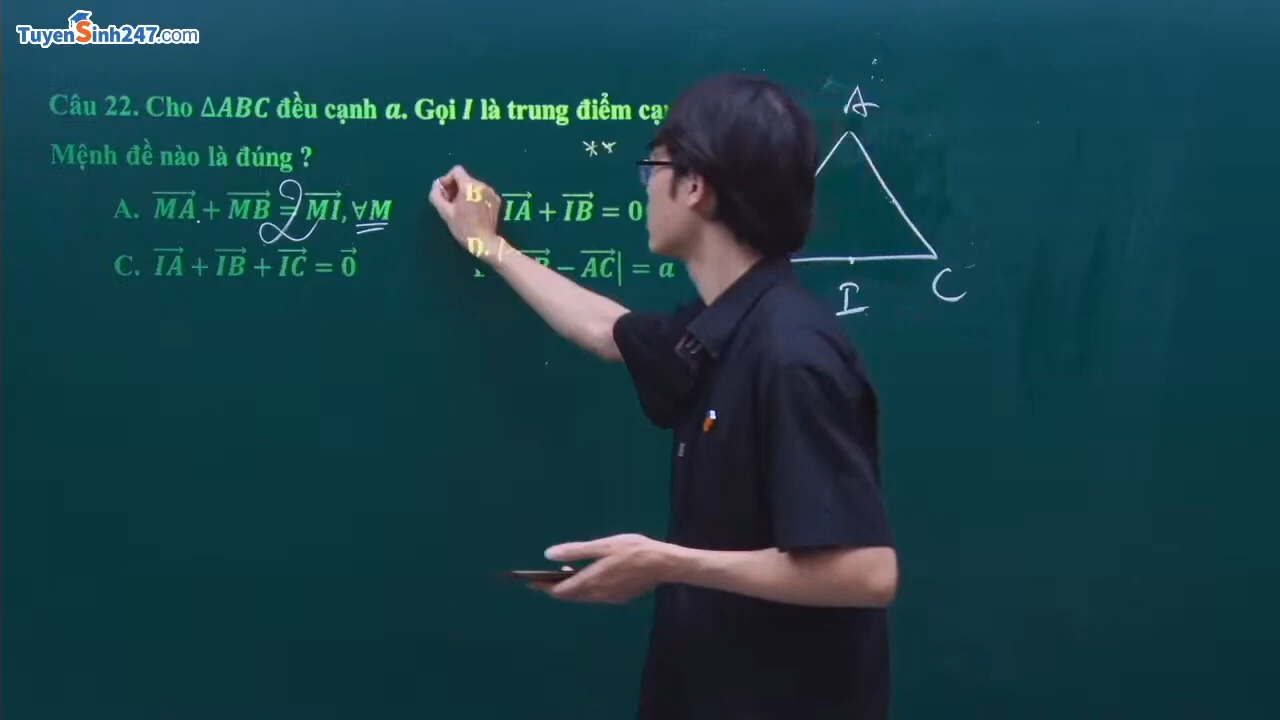 TuyenSinh247.com
Câu 22. Cho ΔABC đều cạnh a. Gọi I là trung điểm
Mệnh đề nào là đúng ?
**
A. MA⃗ + MB⃗ = 2 MI⃗, ∀M
B. IA⃗ + IB⃗ = 0
C. IA⃗ + IB⃗ + IC⃗ = 0⃗
D. | − AC⃗| = a
A
I
C